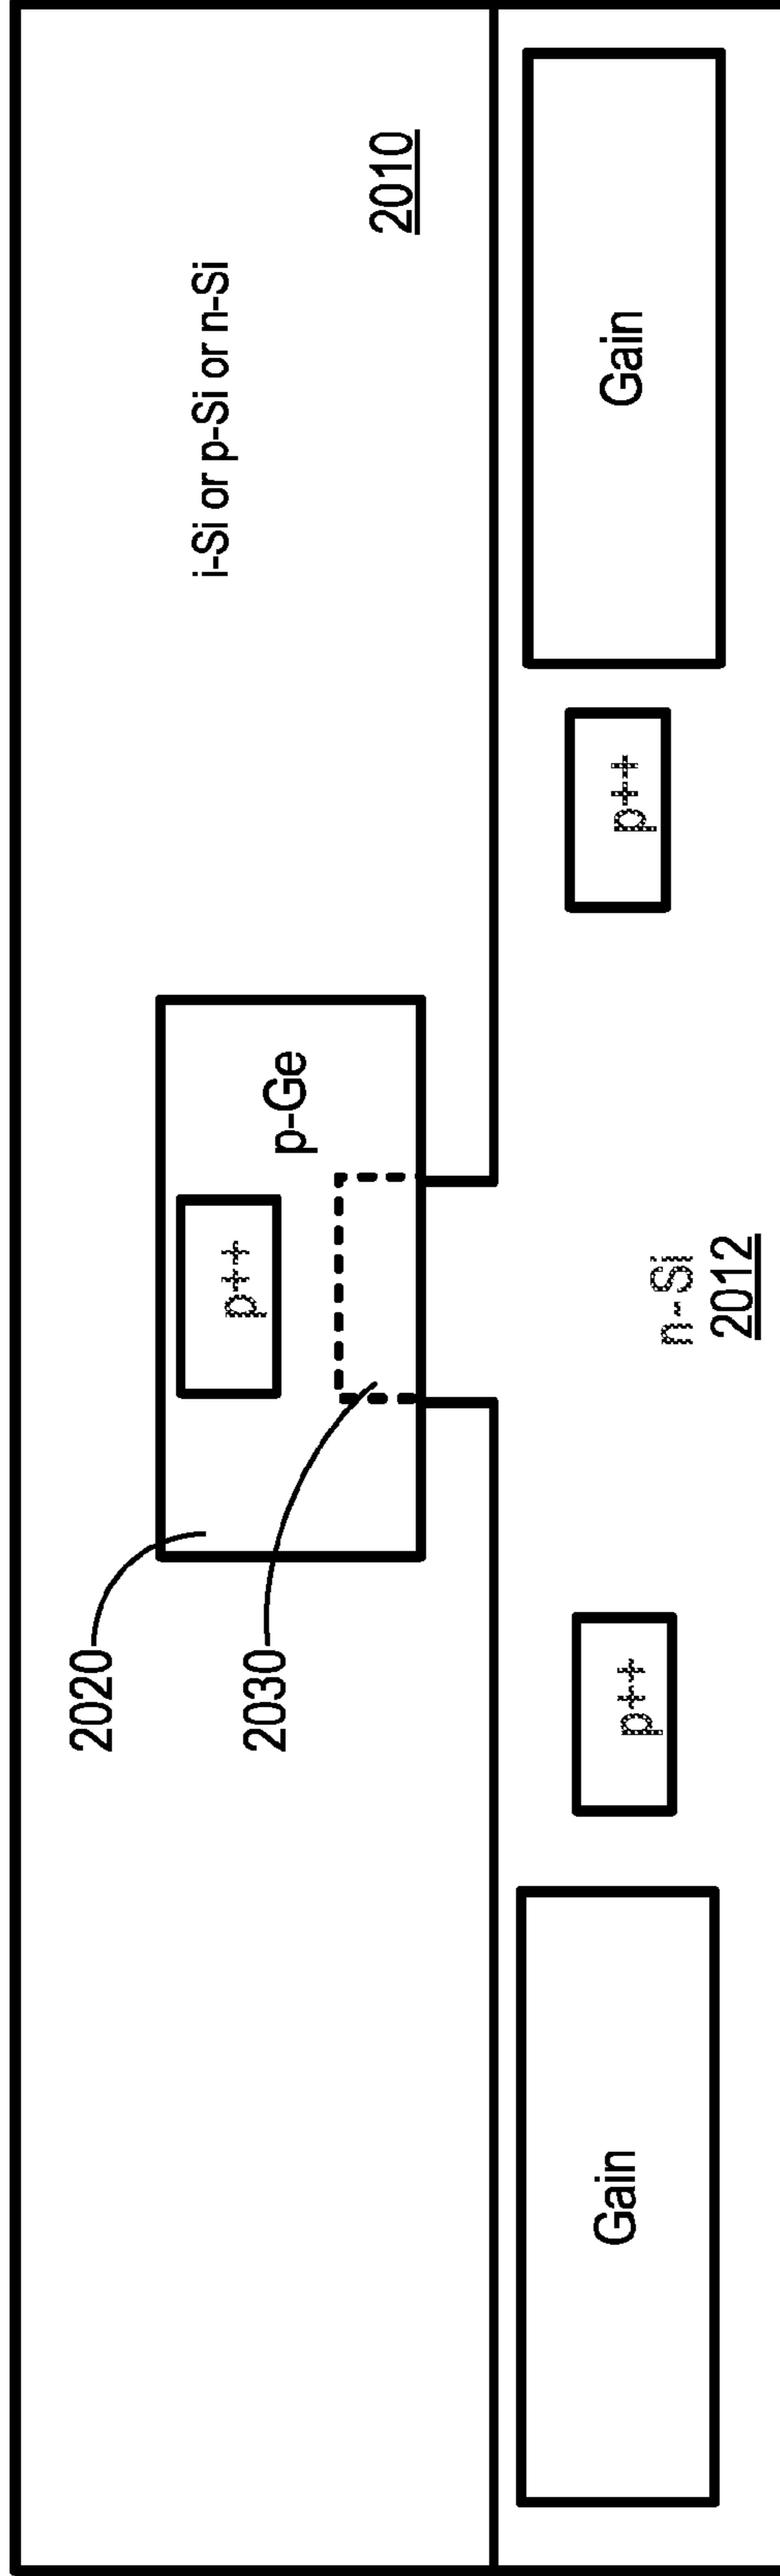 2020
2030
p++
p-Ge
i-Si or p-Si or n-Si
2010
Gain
p++
n-Si
2012
p++
Gain